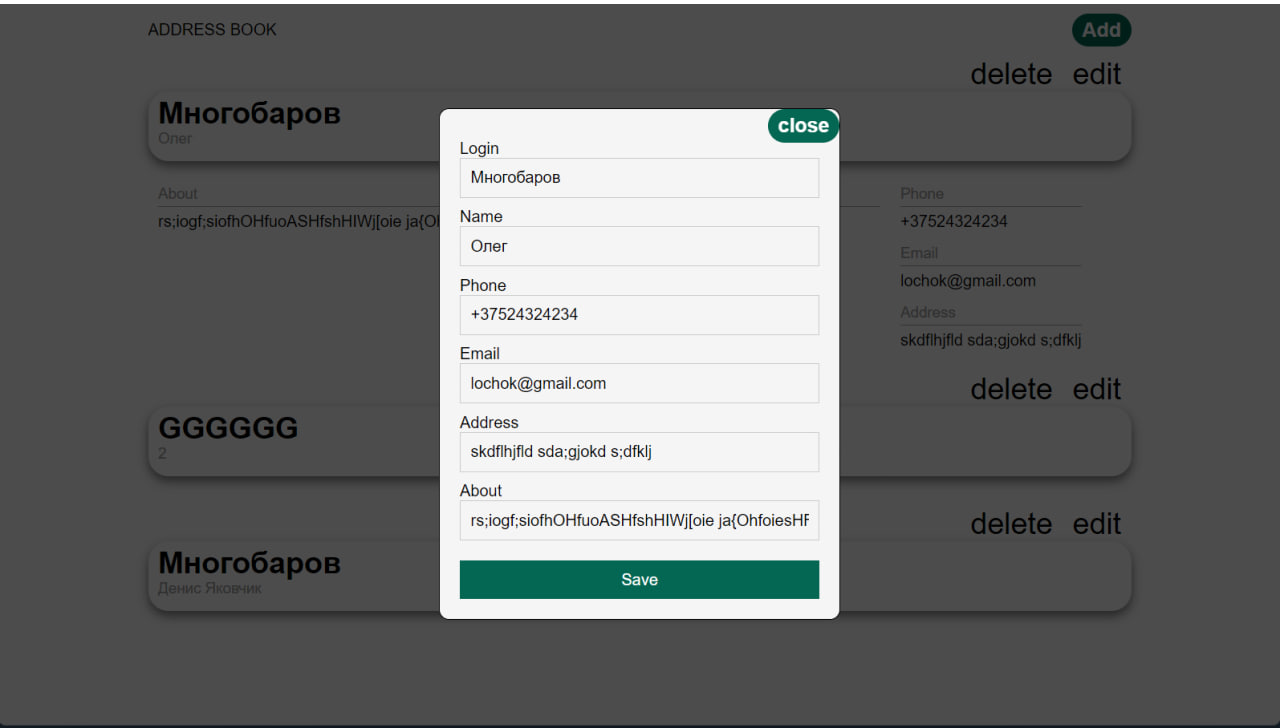 ADDRESS BOOK
Add
delete edit
Многобаров
Олег
About
rs;iogf;siofhOHfuoASHfshHIWj[oie
Phone
+37524324234
Email
lochok@gmail.com
Address
skdflhjfld sda;gjokd s;dfklj
delete edit
GGGGGG
2
delete edit
Многобаров
Денис Яковчик
close
Login
Многобаров
Name
Олег
Phone
+37524324234
Email
lochok@gmail.com
Address
skdflhjfld sda;gjokd s;dfklj
About
rs;iogf;siofhOHfuoASHfshHIWj[oie ja{OhfoiesHF
Save